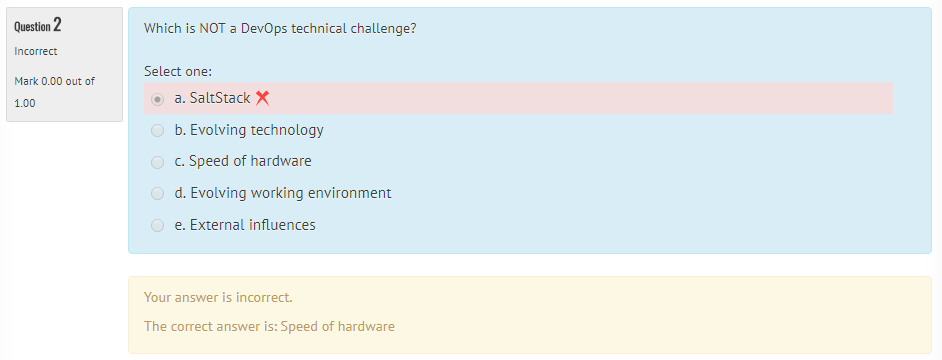 Question 2
Incorrect
Mark 0.00 out of
1.00
Which is NOT a DevOps technical challenge?
Select one:
a. SaltStack
b. Evolving technology
c. Speed of hardware
d. Evolving working environment
e. External influences
Your answer is incorrect.
The correct answer is: Speed of hardware